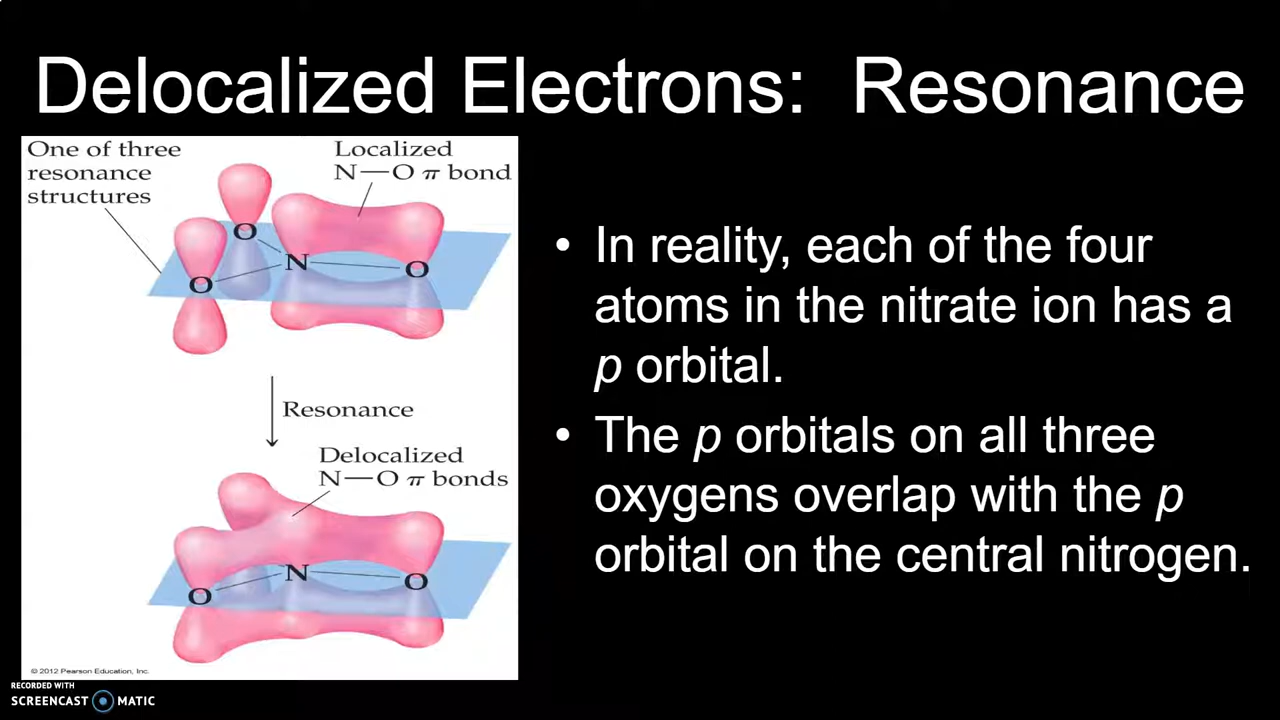 Delocalized Electrons: Resonance
One of three
resonance
structures
Localized
N—O π bond
O
O
N
O
Resonance
Delocalized
N—O π bonds
N
O
O
© 2012 Pearson Education, Inc.
• In reality, each of the four
atoms in the nitrate ion has a
p orbital.
• The p orbitals on all three
oxygens overlap with the p
orbital on the central nitrogen.
RECORDED WITH
SCREENCAST MATIC